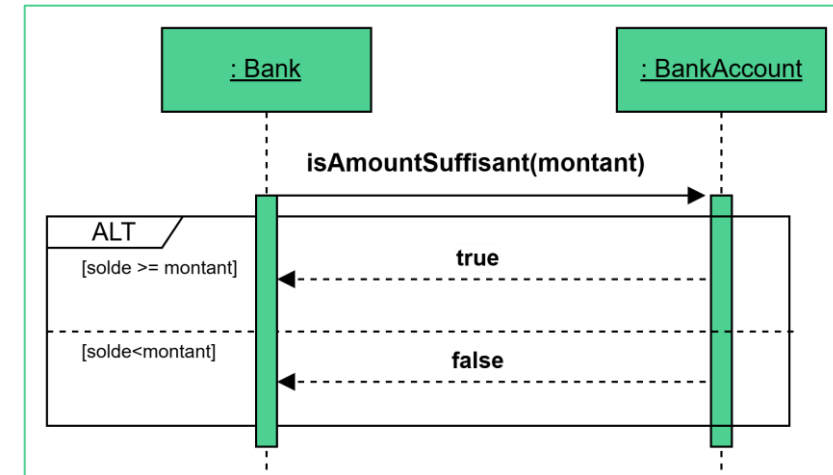 : Bank
: BankAccount
isAmountSuffisant(montant)
ALT
[solde >= montant]
true
[solde<montant]
false